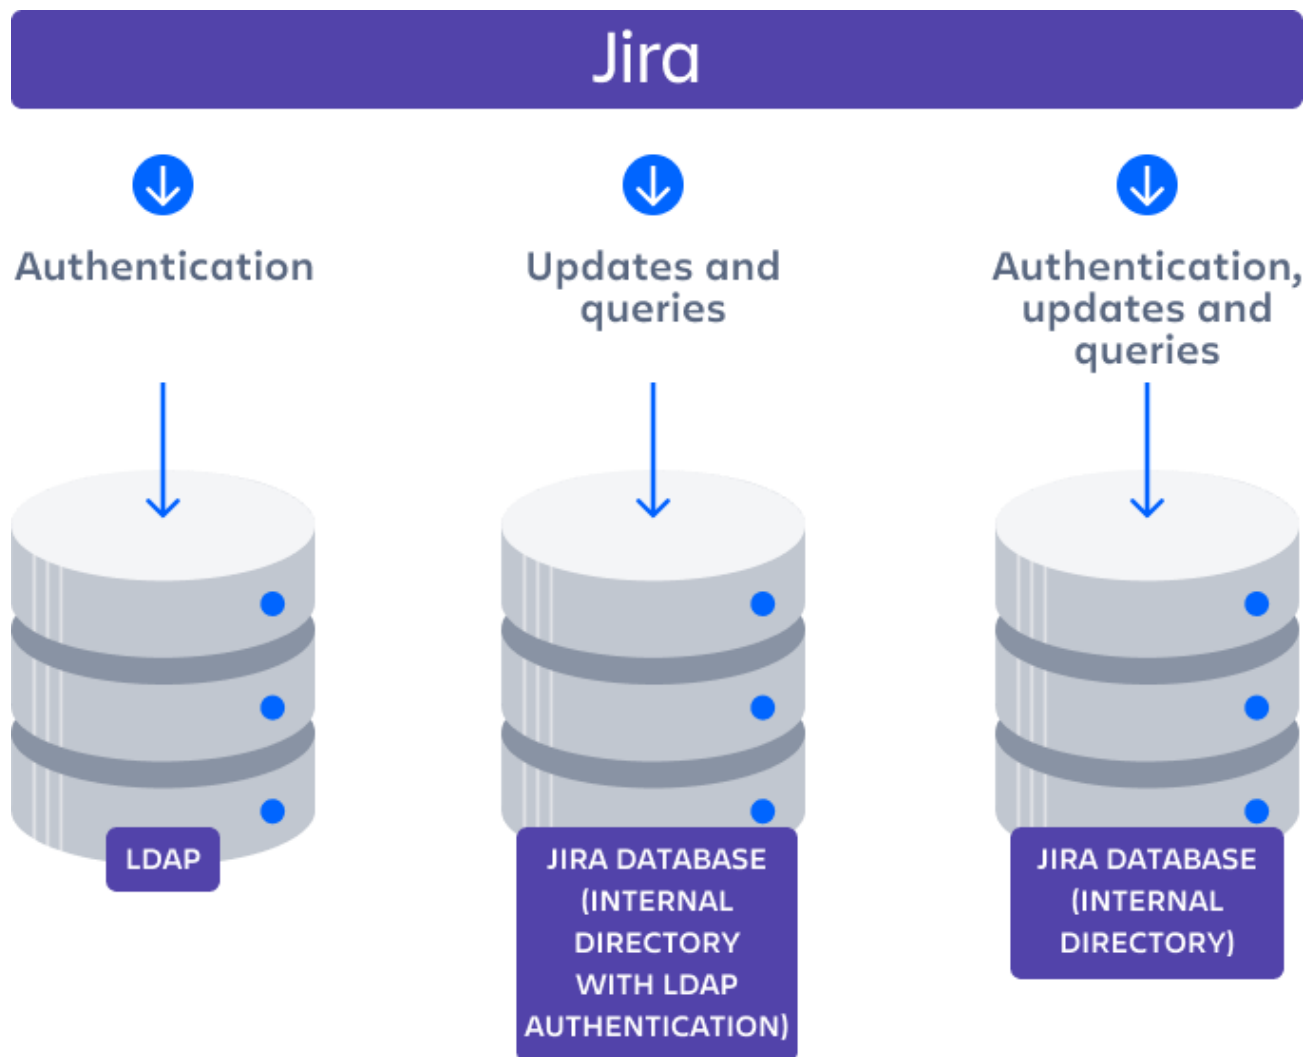 Jira
Authentication
Updates and
queries
Authentication,
updates and
queries
LDAP
JIRA DATABASE
(INTERNAL
DIRECTORY
WITH LDAP
AUTHENTICATION)
JIRA DATABASE
(INTERNAL
DIRECTORY)